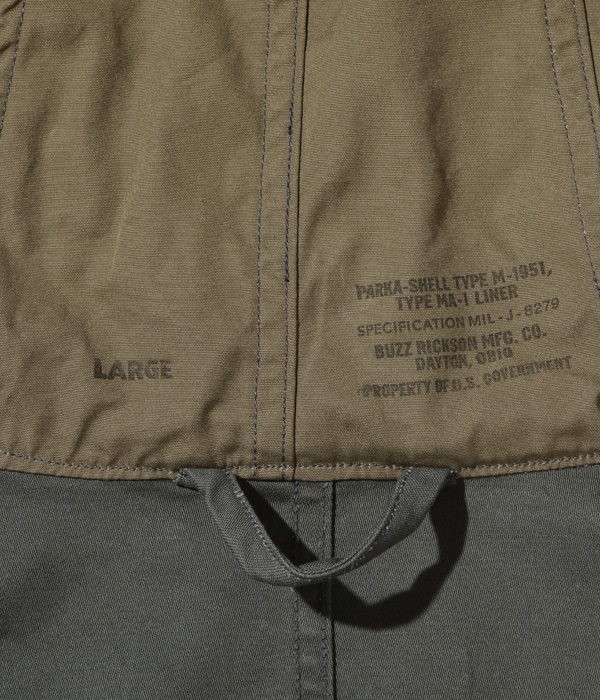 LARGE
PARKA-SHELL TYPE M-1951,
TYPE MA-1 LINER
SPECIFICATION MIL-J-8279
BUZZ RICKSON MFG. CO.
DAYTON, OHIO
PROPERTY OF U.S. GOVERNMENT